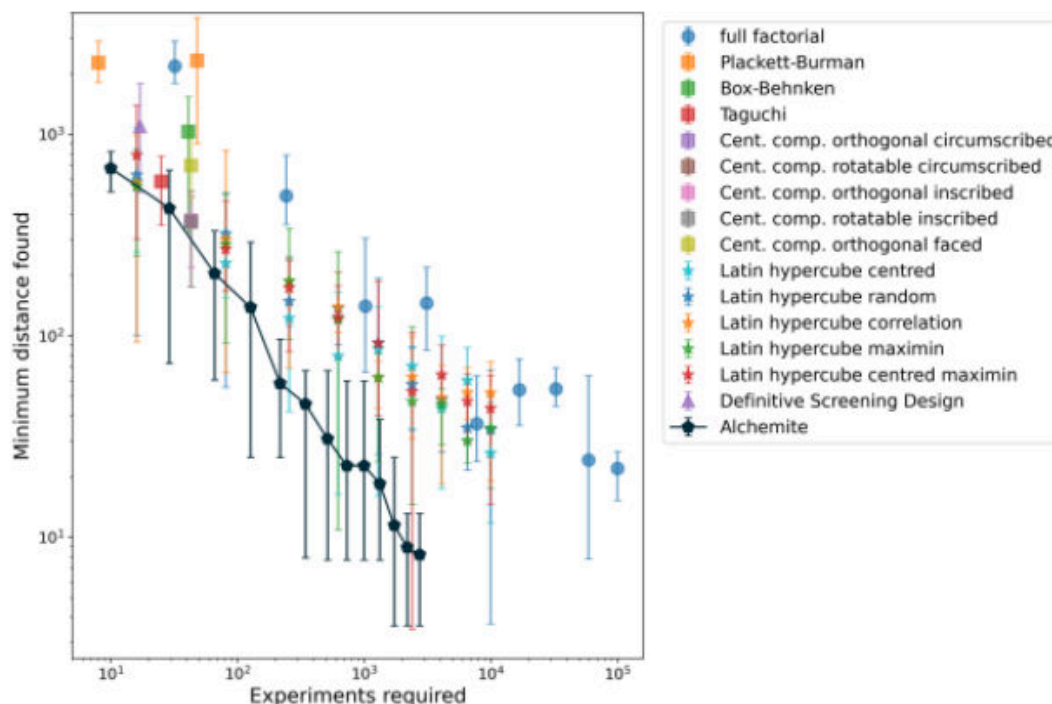 10³
10²
10¹
Minimum distance found
10¹ 10² 10³ 10⁴ 10⁵
Experiments required
full factorial
Plackett-Burman
Box-Behnken
Taguchi
Cent. comp. orthogonal circumscribed
Cent. comp. rotatable circumscribed
Cent. comp. orthogonal inscribed
Cent. comp. rotatable inscribed
Cent. comp. orthogonal faced
Latin hypercube centred
Latin hypercube random
Latin hypercube correlation
Latin hypercube maximin
Latin hypercube centred maximin
Definitive Screening Design
Alchemite